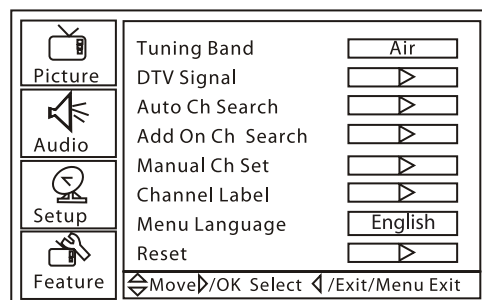 Picture
Audio
Setup
Feature
Tuning Band Air
DTV Signal
Auto Ch Search
Add On Ch Search
Manual Ch Set
Channel Label
Menu Language English
Reset
Move /OK Select /Exit/Menu Exit